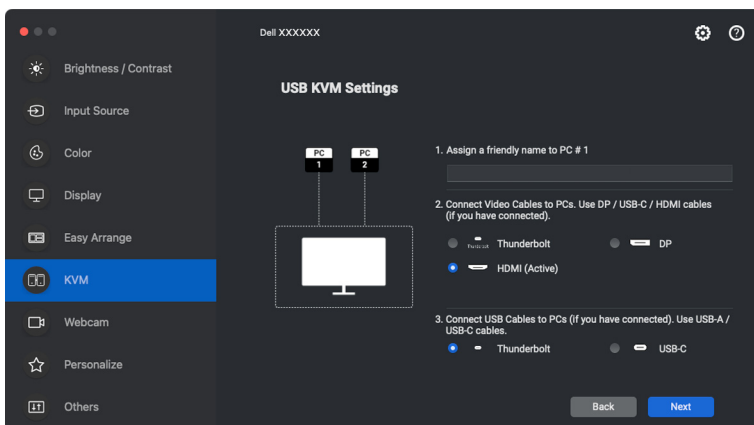 Dell XXXXXX
Brightness / Contrast
Input Source
Color
Display
Easy Arrange
KVM
Webcam
Personalize
Others
USB KVM Settings
PC
1
PC
2
1. Assign a friendly name to PC # 1
2. Connect Video Cables to PCs. Use DP / USB-C / HDMI cables
(if you have connected).
Thunderbolt
DP
HDMI (Active)
3. Connect USB Cables to PCs (if you have connected). Use USB-A /
USB-C cables.
Thunderbolt
USB-C
Back
Next